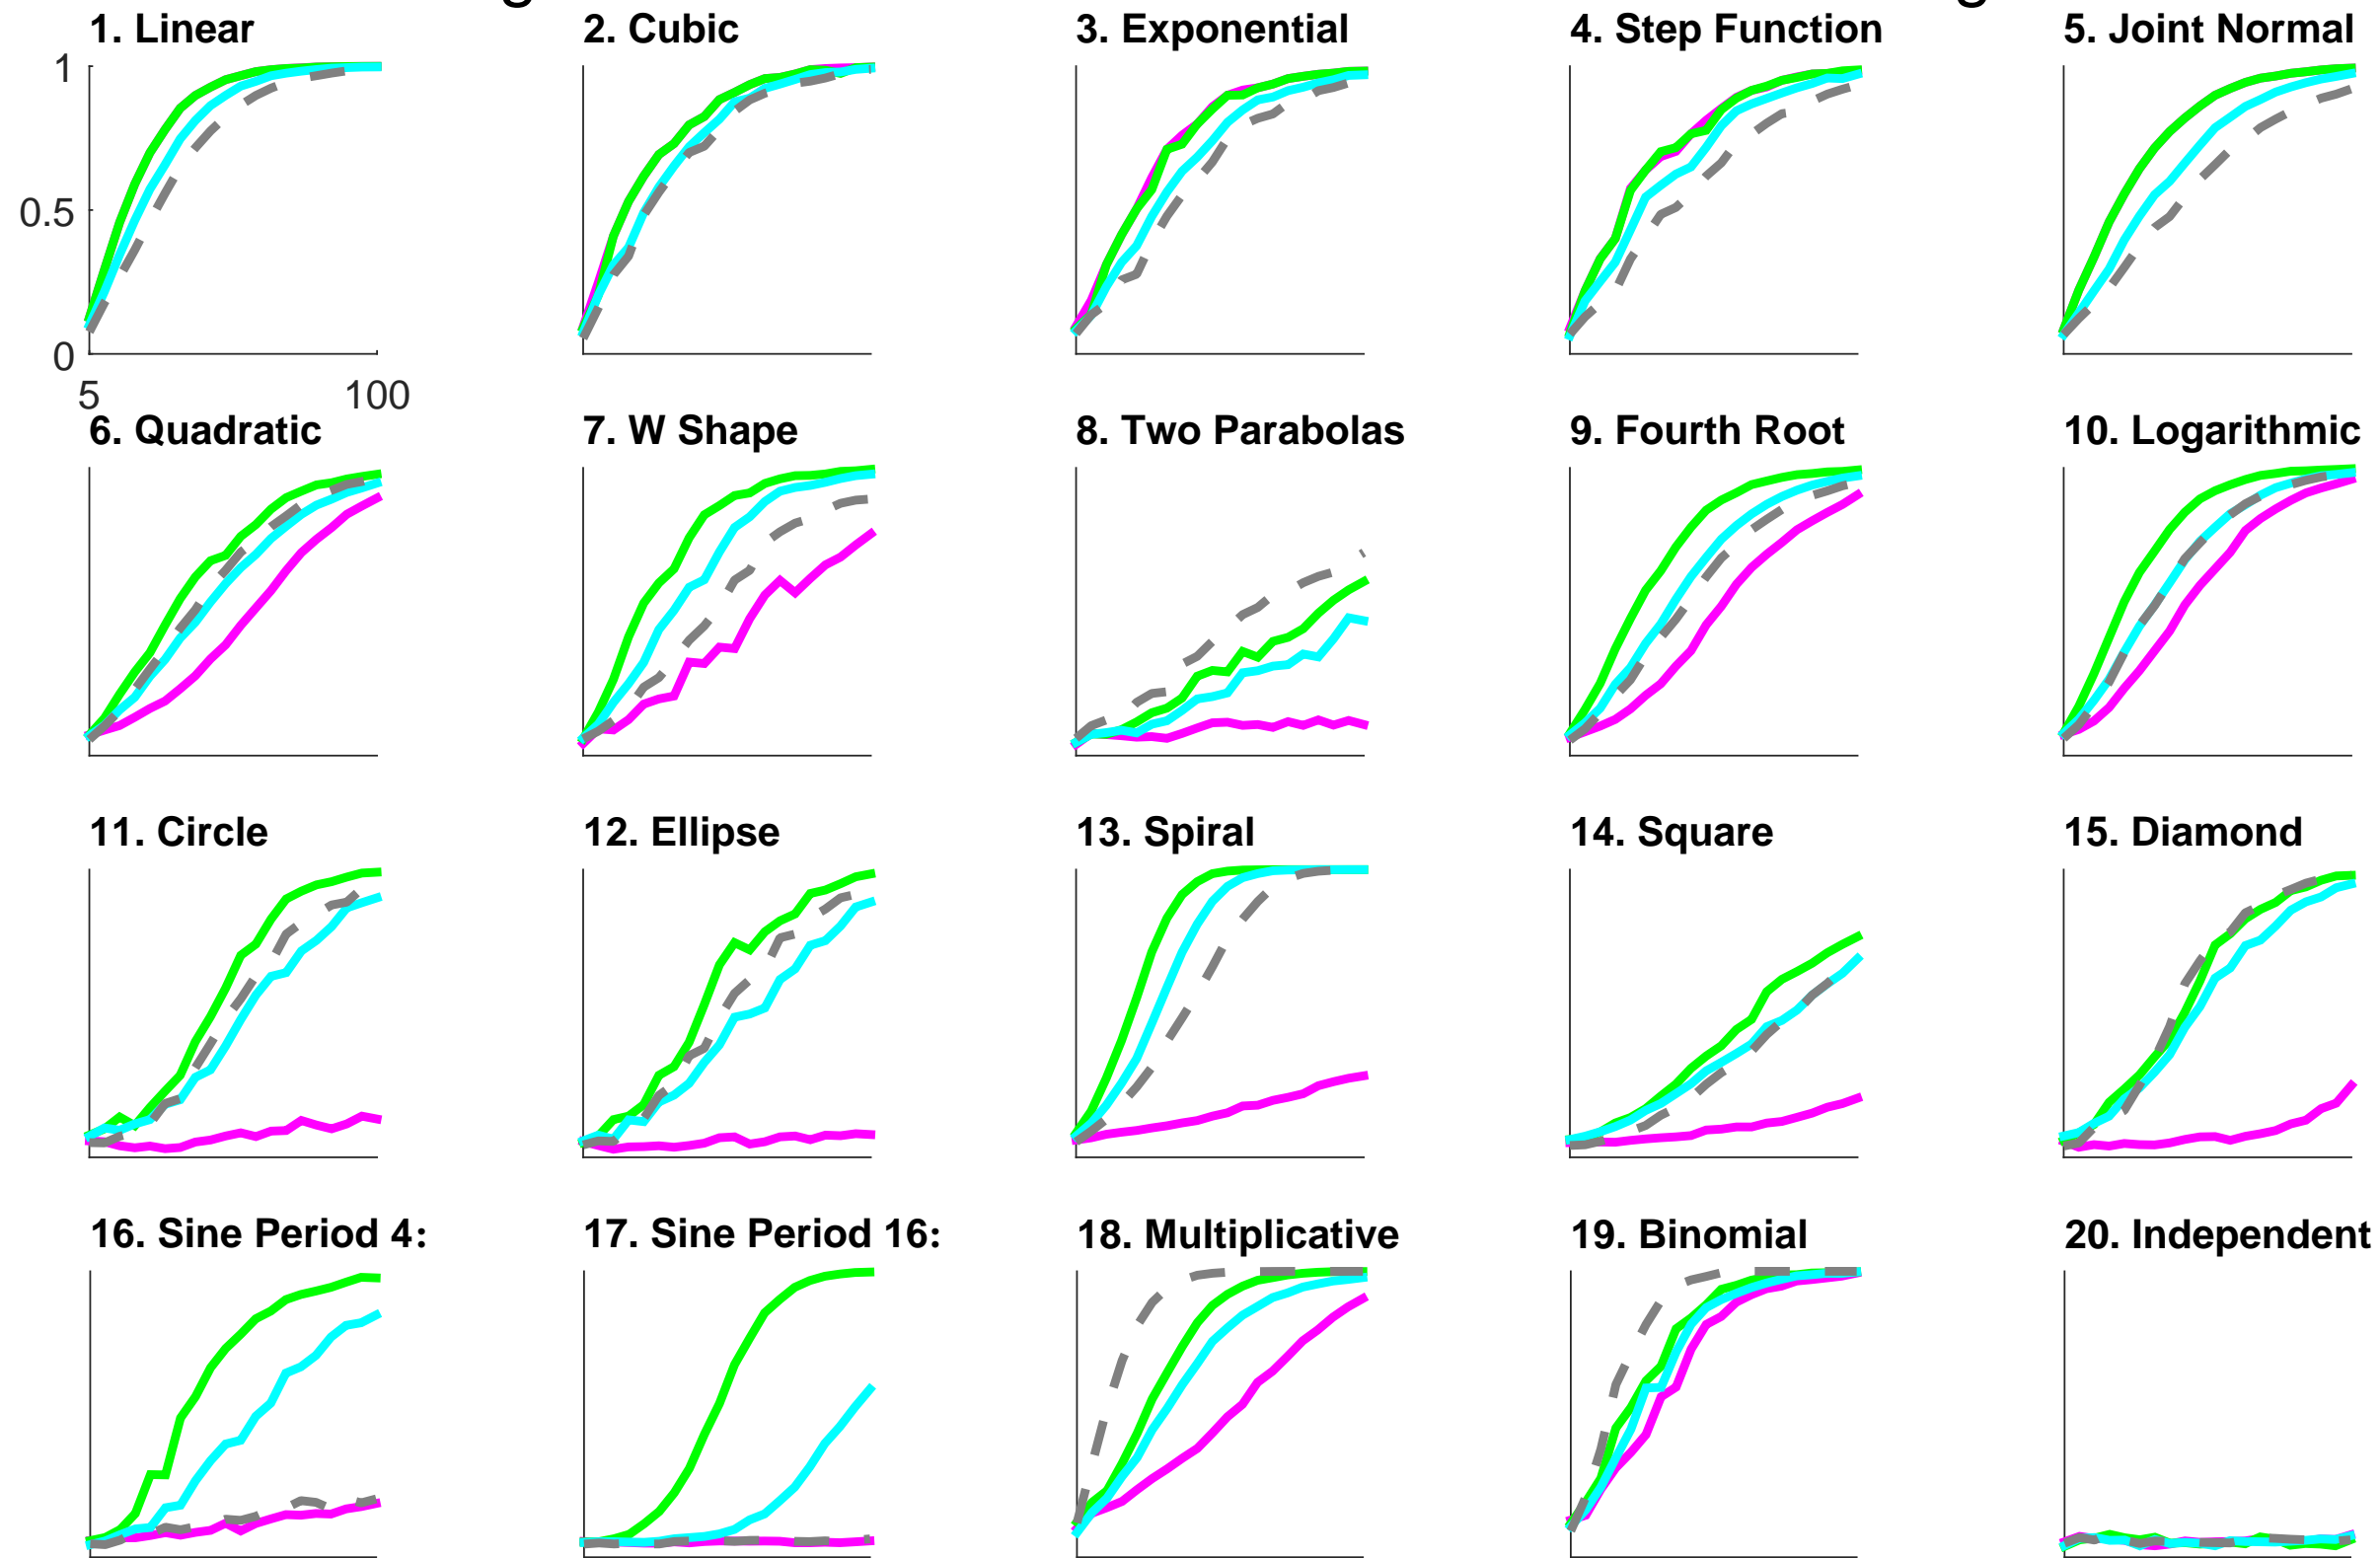 1. Linear
2. Cubic
3. Exponential
4. Step Function
5. Joint Normal
1
0.5
0
5
100
6. Quadratic
7. W Shape
8. Two Parabolas
9. Fourth Root
10. Logarithmic
11. Circle
12. Ellipse
13. Spiral
14. Square
15. Diamond
16. Sine Period 4:
17. Sine Period 16:
18. Multiplicative
19. Binomial
20. Independent